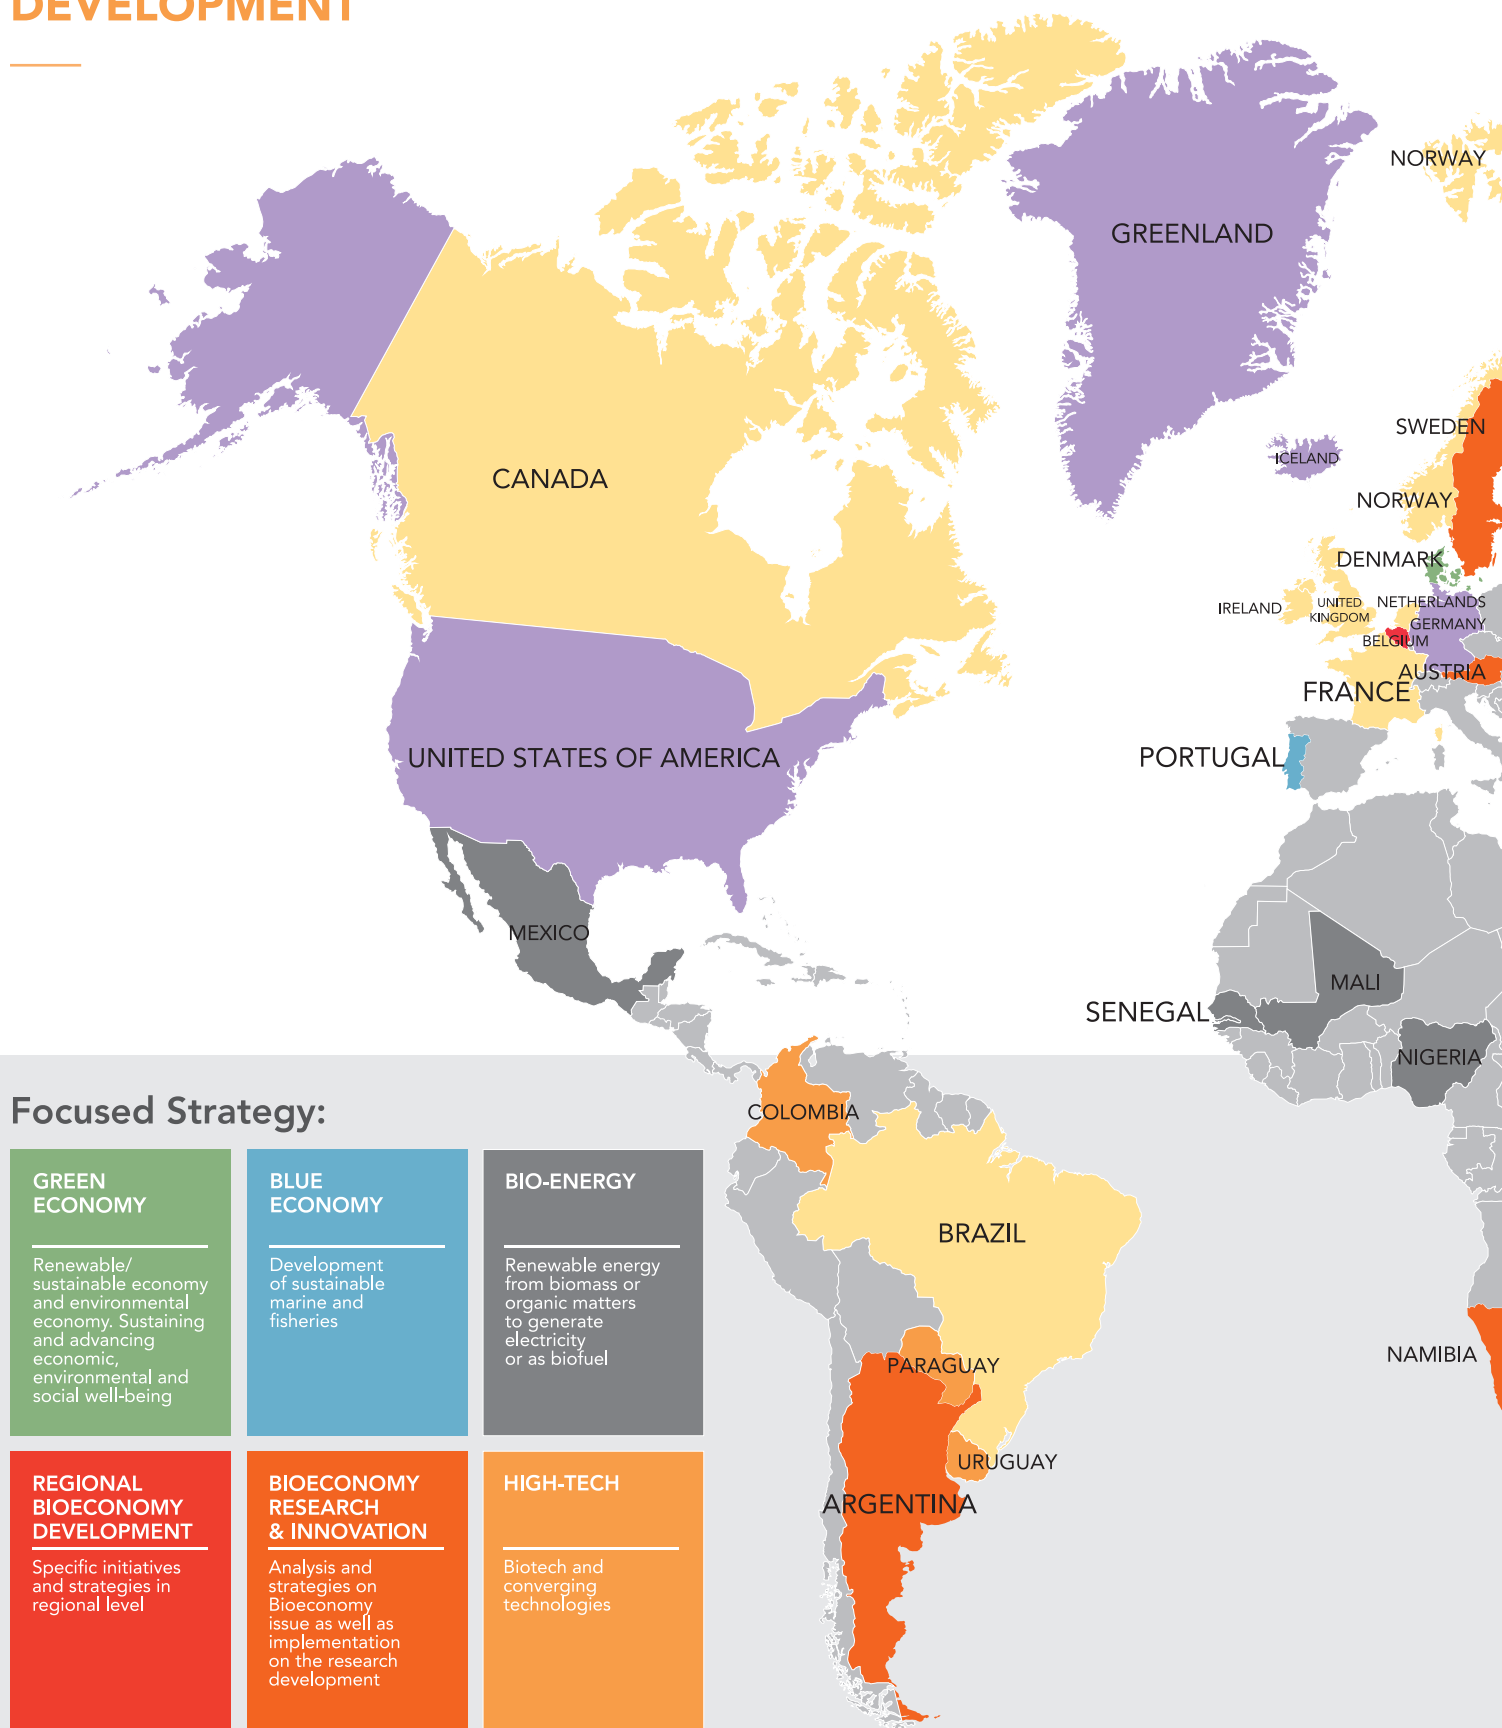 DEVELOPMENT
NORWAY
GREENLAND
SWEDEN
ICELAND
CANADA
NORWAY
DENMARK
IRELAND
UNITED
KINGDOM
NETHERLANDS
GERMANY
BELGIUM
AUSTRIA
FRANCE
UNITED STATES OF AMERICA
PORTUGAL
MEXICO
MALI
SENEGAL
NIGERIA
COLOMBIA
BRAZIL
PARAGUAY
NAMIBIA
URUGUAY
ARGENTINA
Focused Strategy:
GREEN
ECONOMY
Renewable/
sustainable economy
and environmental
economy. Sustaining
and advancing
economic,
environmental and
social well-being
BLUE
ECONOMY
Development
of sustainable
marine and
fisheries
BIO-ENERGY
Renewable energy
from biomass or
organic matters
to generate
electricity
or as biofuel
REGIONAL
BIOECONOMY
DEVELOPMENT
Specific initiatives
and strategies in
regional level
BIOECONOMY
RESEARCH
& INNOVATION
Analysis and
strategies on
Bioeconomy
issue as well as
implementation
on the research
development
HIGH-TECH
Biotech and
converging
technologies